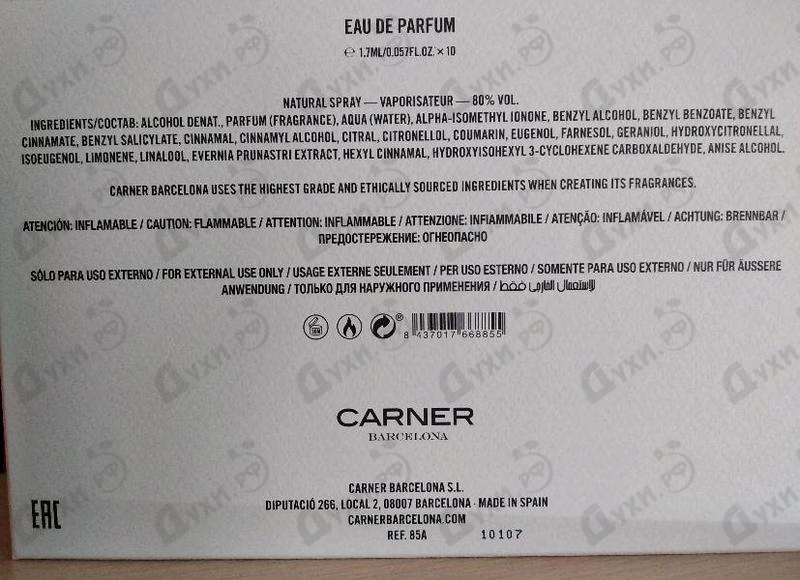 EAU DE PARFUM
℮ 1.7ML/0.057FL.OZ. × 10
NATURAL SPRAY — VAPORISATEUR — 80% VOL.
INGREDIENTS/COCTAB: ALCOHOL DENAT., PARFUM (FRAGRANCE), AQUA (WATER), ALPHA-ISOMETHYL IONONE, BENZYL ALCOHOL, BENZYL BENZOATE, BENZYL
CINNAMATE, BENZYL SALICYLATE, CINNAMAL, CINNAMYL ALCOHOL, CITRAL, CITRONELLOL, COUMARIN, EUGENOL, FARNESOL, GERANIOL, HYDROXYCITRONELLAL,
ISOEUGENOL, LIMONENE, LINALOOL, EVERNIA PRUNASTRI EXTRACT, HEXYL CINNAMAL, HYDROXYISOHEXYL 3-CYCLOHEXENE CARBOXALDEHYDE, ANISE ALCOHOL.
CARNER BARCELONA USES THE HIGHEST GRADE AND ETHICALLY SOURCED INGREDIENTS WHEN CREATING ITS FRAGRANCES.
ATENCIÓN: INFLAMABLE / CAUTION: FLAMMABLE / ATTENTION: INFLAMMABLE / ATTENZIONE: INFIAMMABILE / ATENÇÃO: INFLAMÁVEL / ACHTUNG: BRENNBAR /
ПРЕДОСТЕРЕЖЕНИЕ: ОГНЕОПАСНО
SÓLO PARA USO EXTERNO / FOR EXTERNAL USE ONLY / USAGE EXTERNE SEULEMENT / PER USO ESTERNO / SOMENTE PARA USO EXTERNO / NUR FÜR ÄUSSERE
ANWENDUNG / ТОЛЬКО ДЛЯ НАРУЖНОГО ПРИМЕНЕНИЯ / للإستعمال الخارجي فقط
8 437017 668855
CARNER
BARCELONA
CARNER BARCELONA S.L.
DIPUTACIÓ 266, LOCAL 2, 08007 BARCELONA · MADE IN SPAIN
CARNERBARCELONA.COM
REF. 85A 10107
EAC
Духи.РФ